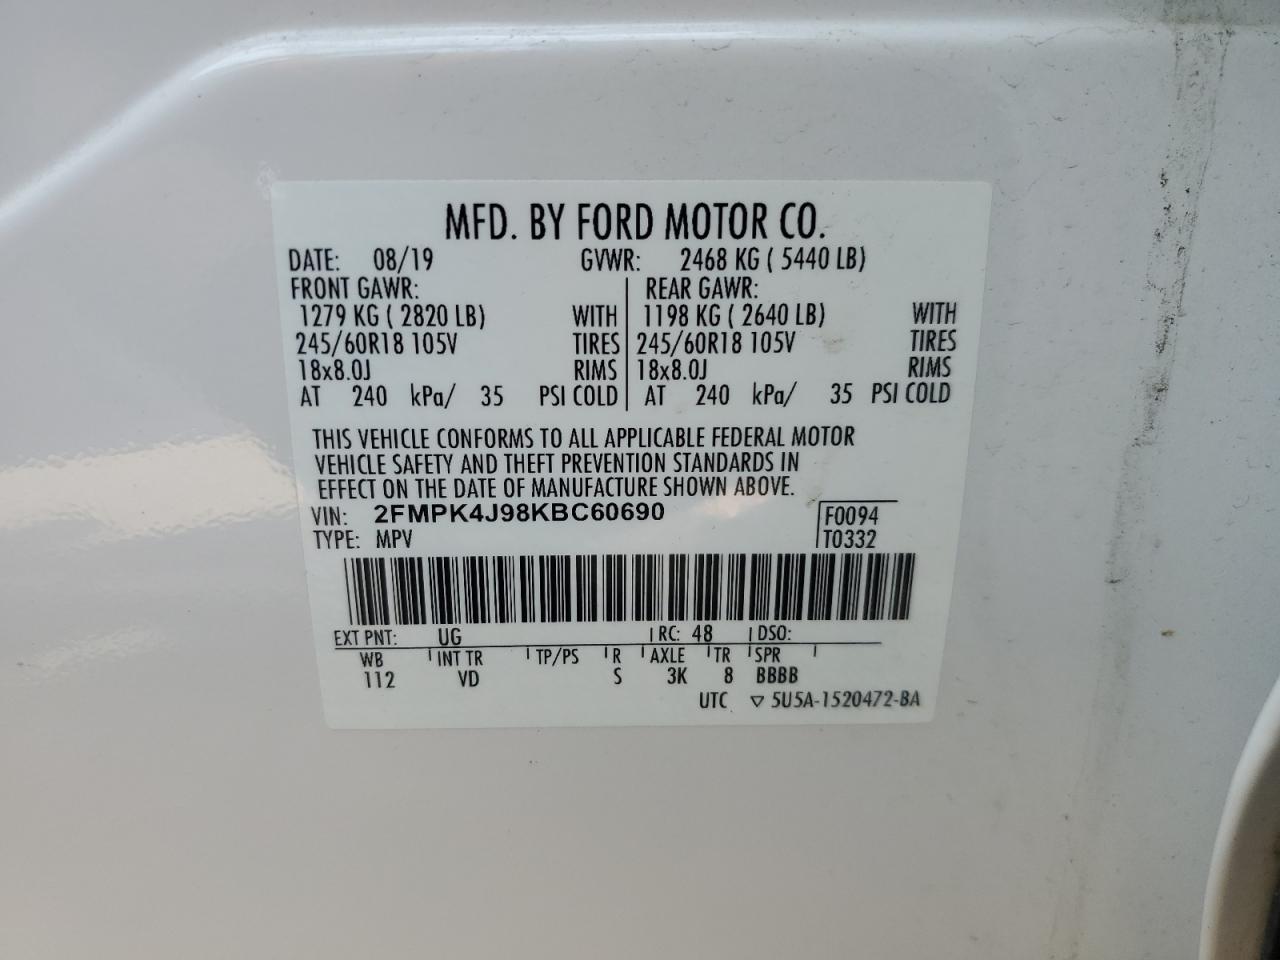 MFD. BY FORD MOTOR CO.
DATE: 08/19 GVWR: 2468 KG ( 5440 LB)
FRONT GAWR: REAR GAWR:
1279 KG ( 2820 LB) WITH 1198 KG ( 2640 LB) WITH
245/60R18 105V TIRES 245/60R18 105V TIRES
18x8.0J RIMS 18x8.0J RIMS
AT 240 kPa/ 35 PSI COLD AT 240 kPa/ 35 PSI COLD
THIS VEHICLE CONFORMS TO ALL APPLICABLE FEDERAL MOTOR
VEHICLE SAFETY AND THEFT PREVENTION STANDARDS IN
EFFECT ON THE DATE OF MANUFACTURE SHOWN ABOVE.
VIN: 2FMPK4J98KBC60690 F0094
TYPE: MPV T0332
EXT PNT: UG RC: 48 DSO:
WB INT TR TP/PS R AXLE TR SPR
112 VD S 3K 8 BBBB
UTC ▽ 5U5A-1520472-BA